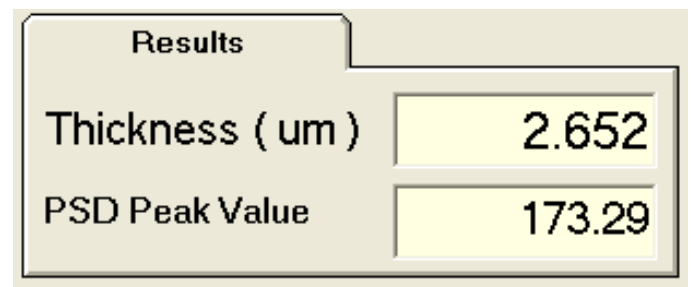 Results
Thickness ( um ) 2.652
PSD Peak Value 173.29